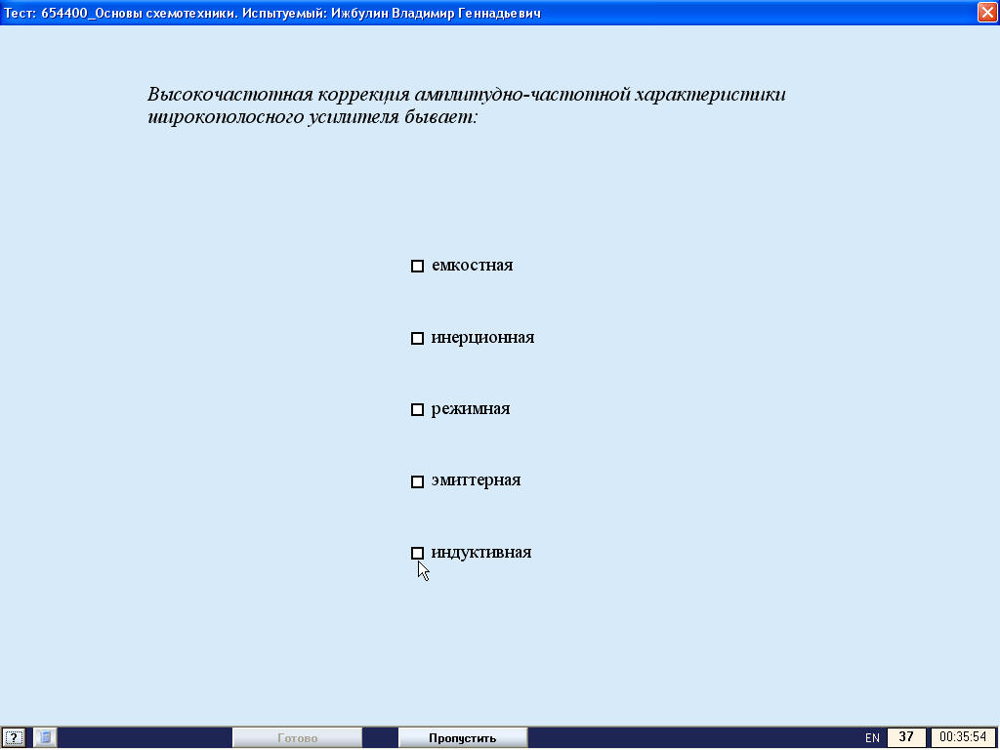 Тест: 654400_Основы схемотехники. Испытуемый: Ижбулин Владимир Геннадьевич
Высокочастотная коррекция амплитудно-частотной характеристики
широкополосного усилителя бывает:
емкостная
инерционная
режимная
эмиттерная
индуктивная
? Готово Пропустить EN 37 00:35:54